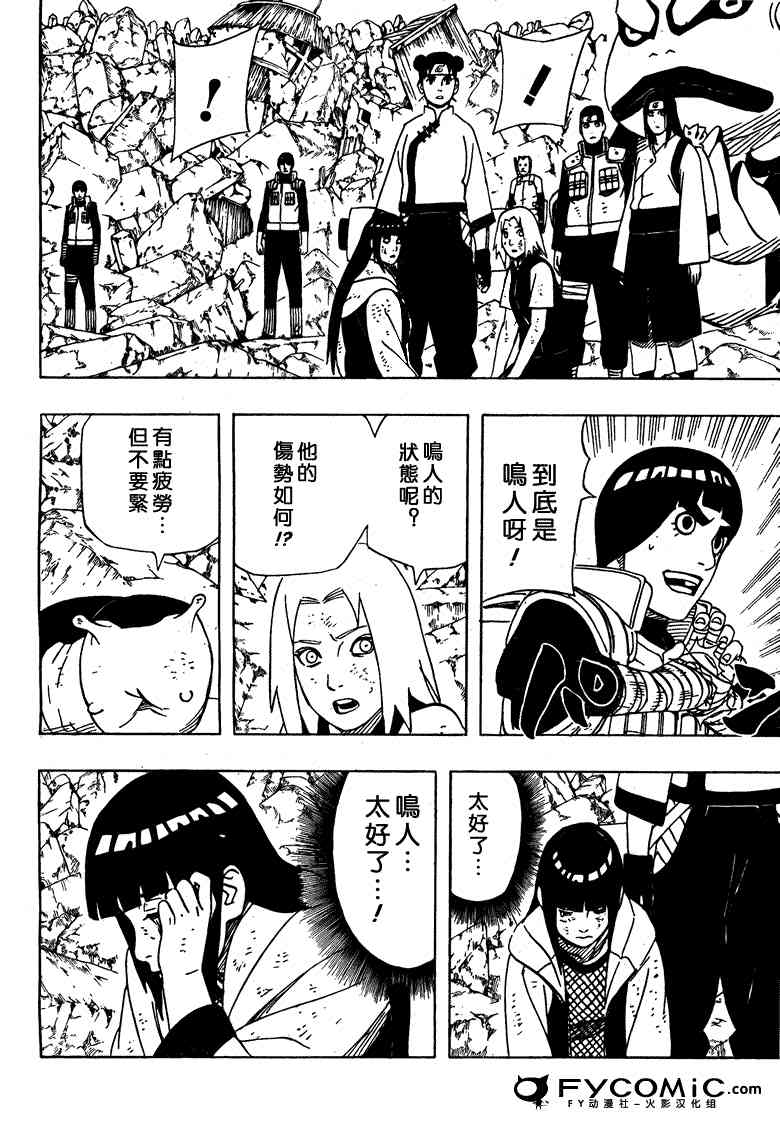 !
!
到底是
鳴人呀!
鳴人的
狀態呢?
他的
傷勢如何!?
有點疲勞…
但不要緊
太好了…
鳴人…
太好了…!
FYCOMIC.com
FY动漫社-火影汉化组